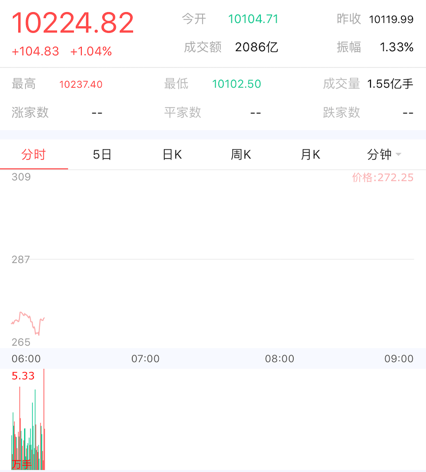 10224.82 今开 10104.71 昨收 10119.99
+104.83 +1.04% 成交额 2086亿 振幅 1.33%
最高 10237.40 最低 10102.50 成交量 1.55亿手
涨家数 -- 平家数 -- 跌家数 --
分时 5日 日K 周K 月K 分钟
309 价格:272.25
287
265
06:00 07:00 08:00 09:00
5.33
万手